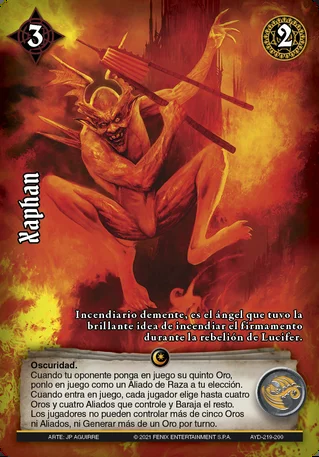 3
2
Xaphan
Incendiario demente, es el ángel que tuvo la
brillante idea de incendiar el firmamento
durante la rebelión de Lucifer.
Oscuridad.
Cuando tu oponente ponga en juego su quinto Oro,
ponlo en juego como un Aliado de Raza a tu elección.
Cuando entra en juego, cada jugador elige hasta cuatro
Oros y cuatro Aliados que controle y Baraja el resto.
Los jugadores no pueden controlar más de cinco Oros
ni Aliados, ni Generar más de un Oro por turno.
ARTE: JP AGUIRRE
© 2021 FENIX ENTERTAINMENT S.P.A.
AYD-219-200